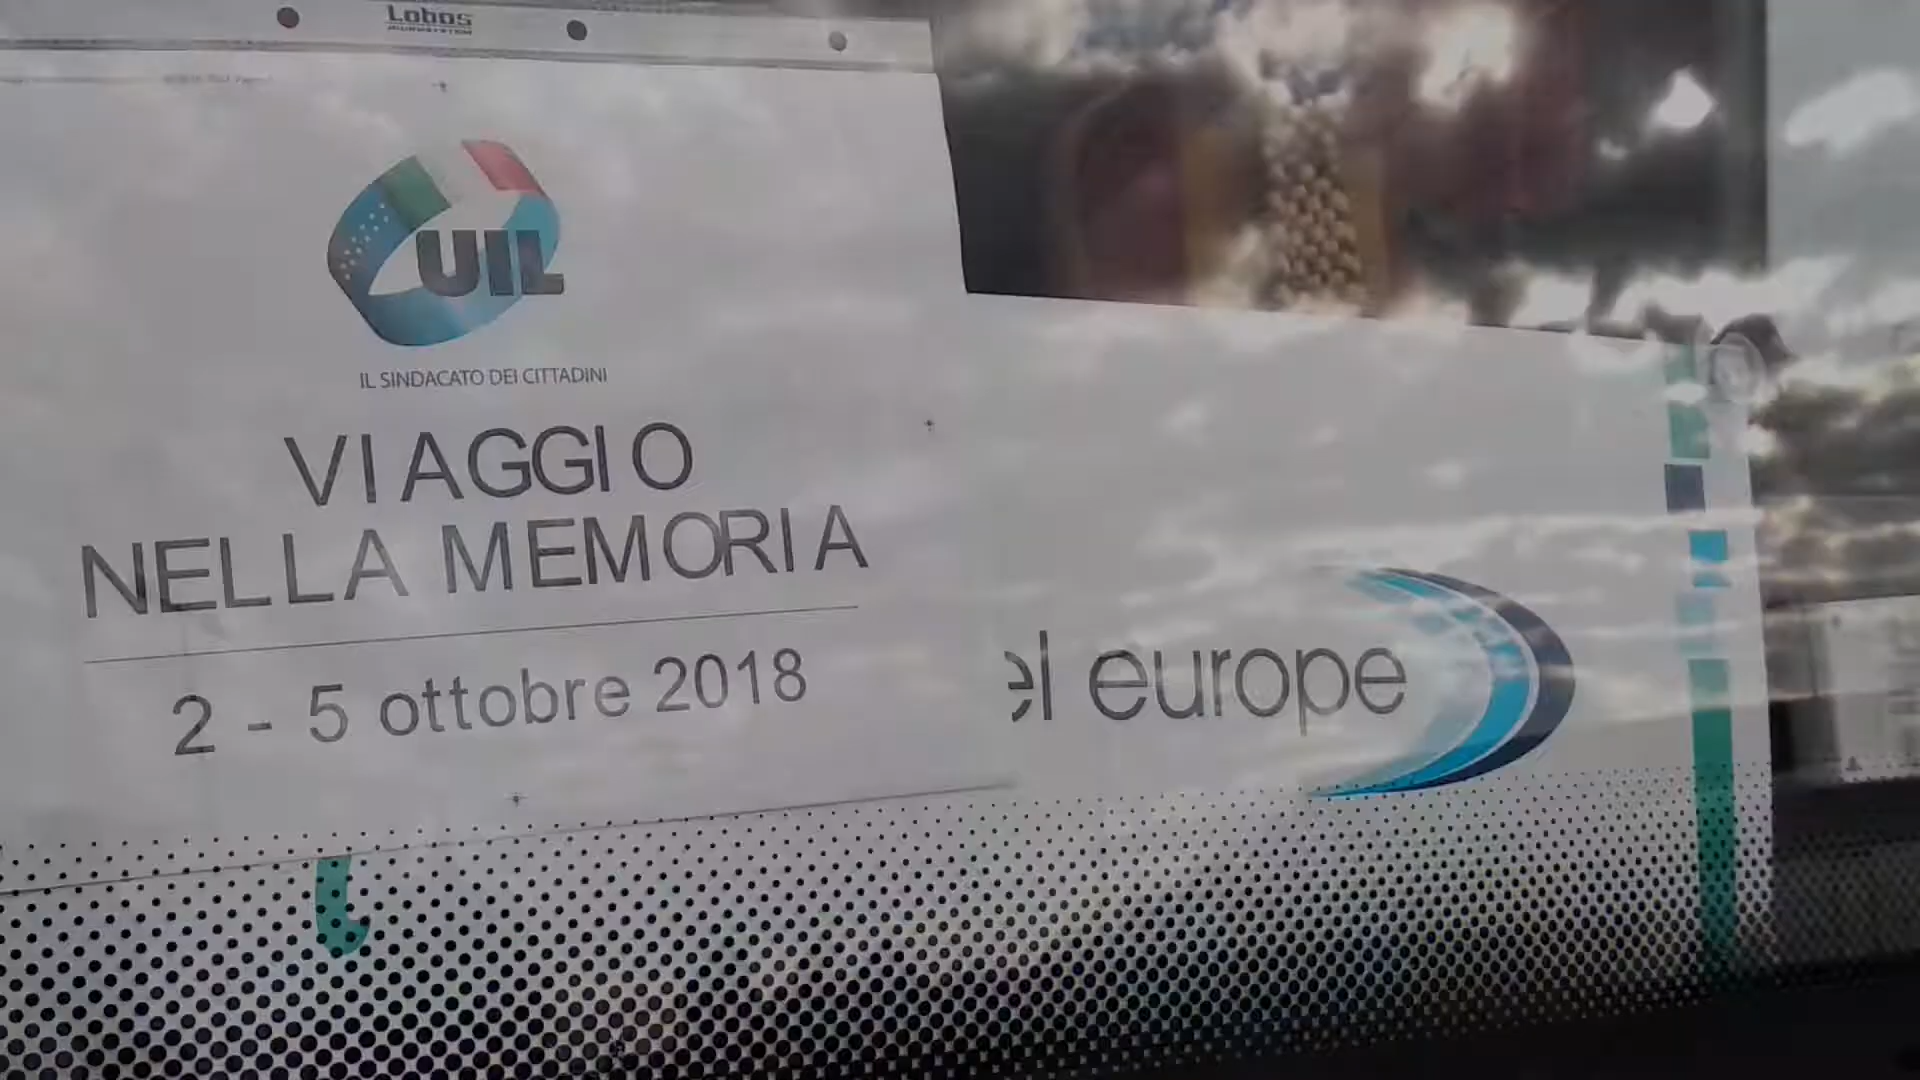 Lobos
UIL
IL SINDACATO DEI CITTADINI
VIAGGIO
NELLA MEMORIA
2 - 5 ottobre 2018
el europe